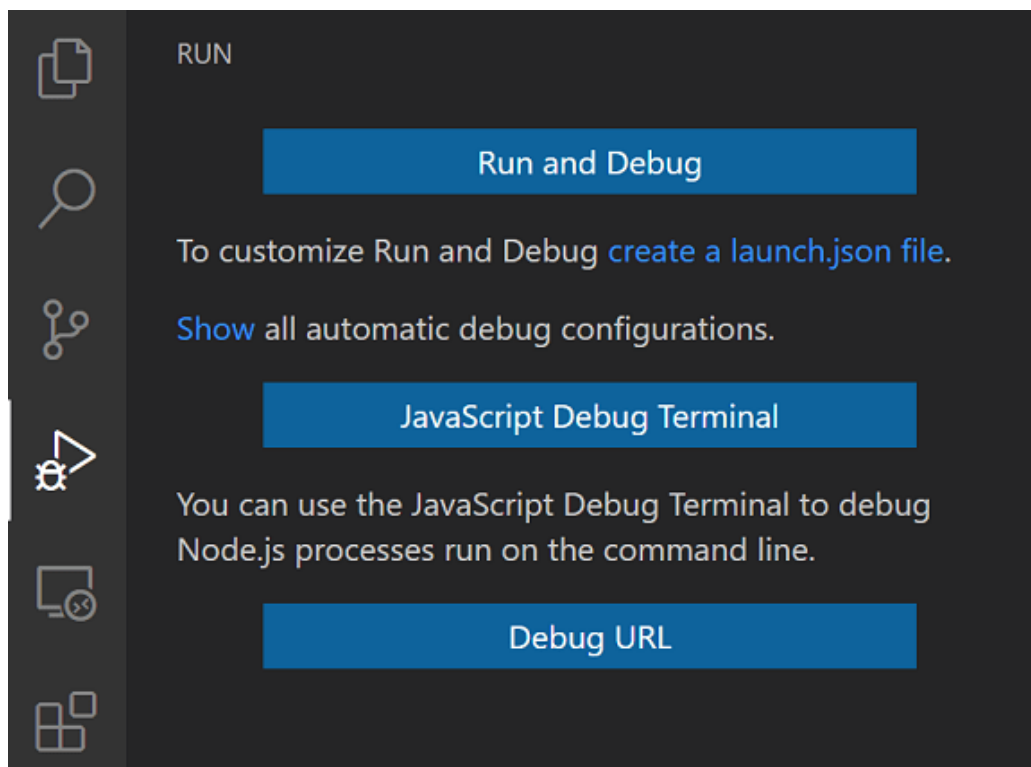 RUN
Run and Debug
To customize Run and Debug create a launch.json file.
Show all automatic debug configurations.
JavaScript Debug Terminal
You can use the JavaScript Debug Terminal to debug
Node.js processes run on the command line.
Debug URL